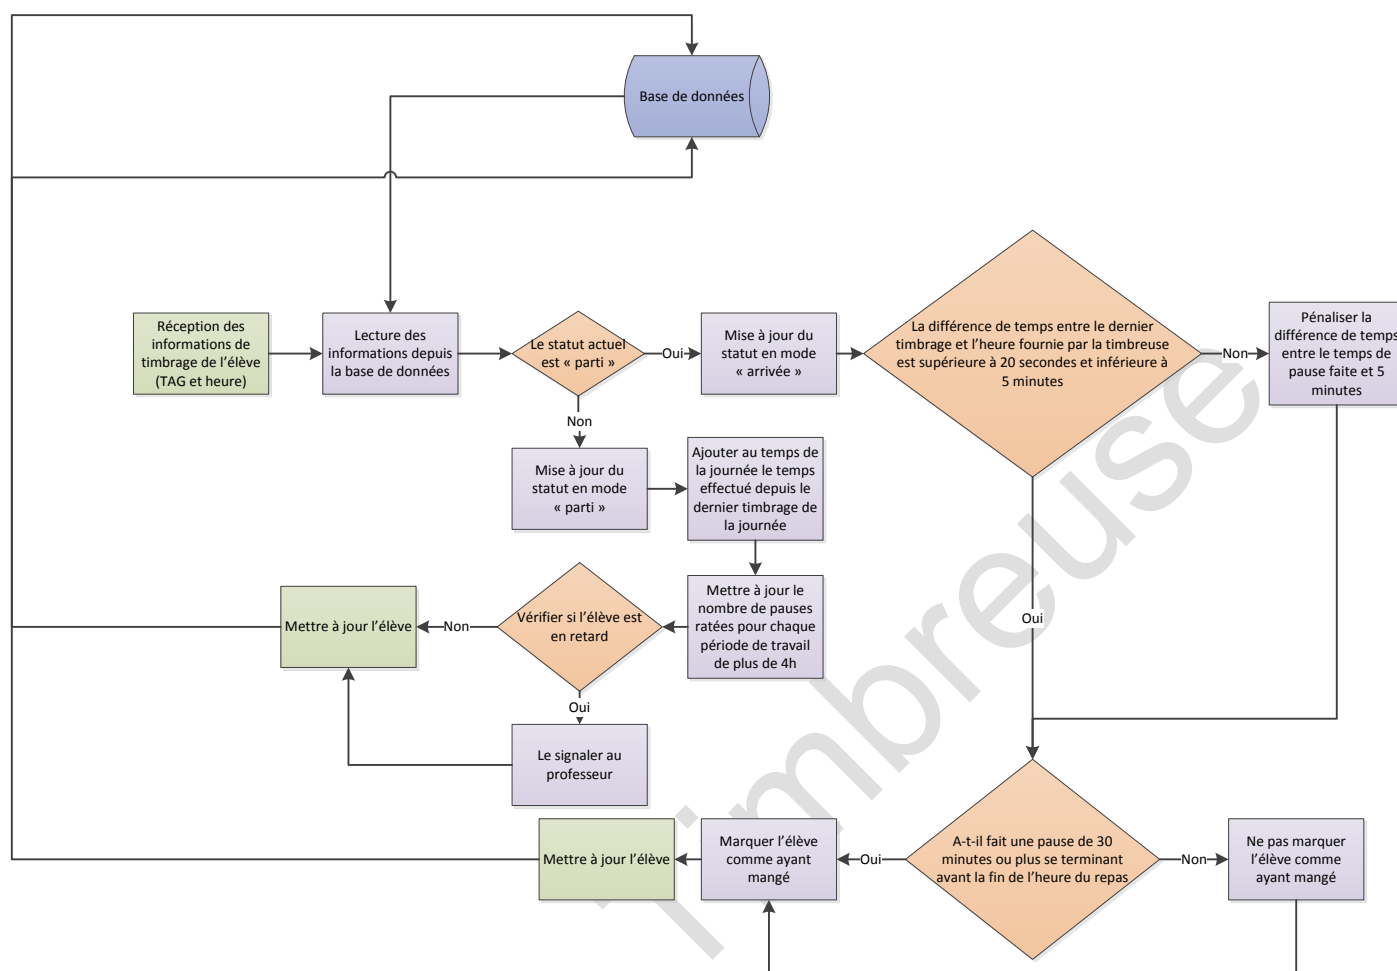 Base de données
Réception des
informations de
timbrage de l'élève
(TAG et heure)
Lecture des
informations depuis
la base de données
Le statut actuel
est « parti »
Oui
Mise à jour du
statut en mode
« arrivée »
La différence de temps entre le dernier
timbrage et l'heure fournie par la timbreuse
est supérieure à 20 secondes et inférieure à
5 minutes
Non
Pénaliser la
différence de temps
entre le temps de
pause faite et 5
minutes
Non
Mise à jour du
statut en mode
« parti »
Ajouter au temps de
la journée le temps
effectué depuis le
dernier timbrage de
la journée
Mettre à jour l'élève
Non
Vérifier si l'élève est
en retard
Mettre à jour le
nombre de pauses
ratées pour chaque
période de travail
de plus de 4h
Oui
Oui
Le signaler au
professeur
Mettre à jour l'élève
Marquer l'élève
comme ayant
mangé
Oui
A-t-il fait une pause de 30
minutes ou plus se terminant
avant la fin de l'heure du repas
Non
Ne pas marquer
l'élève comme
ayant mangé
Timbreuse